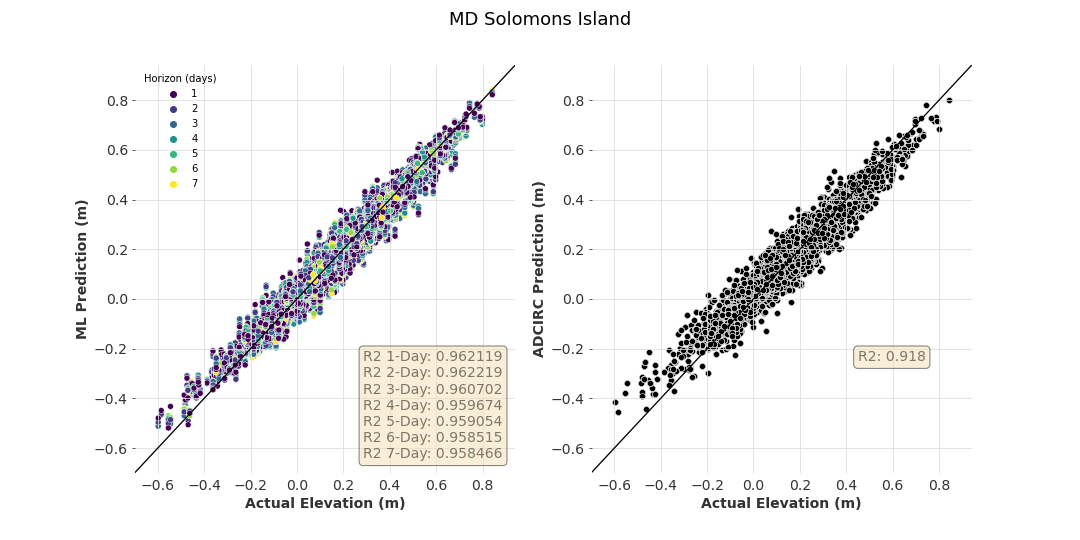 MD Solomons Island
Horizon (days)
1
2
3
4
5
6
7
ML Prediction (m)
0.8
0.6
0.4
0.2
0.0
−0.2
−0.4
−0.6
R2 1-Day: 0.962119
R2 2-Day: 0.962219
R2 3-Day: 0.960702
R2 4-Day: 0.959674
R2 5-Day: 0.959054
R2 6-Day: 0.958515
R2 7-Day: 0.958466
−0.6 −0.4 −0.2 0.0 0.2 0.4 0.6 0.8
Actual Elevation (m)
ADCIRC Prediction (m)
0.8
0.6
0.4
0.2
0.0
−0.2
−0.4
−0.6
R2: 0.918
−0.6 −0.4 −0.2 0.0 0.2 0.4 0.6 0.8
Actual Elevation (m)